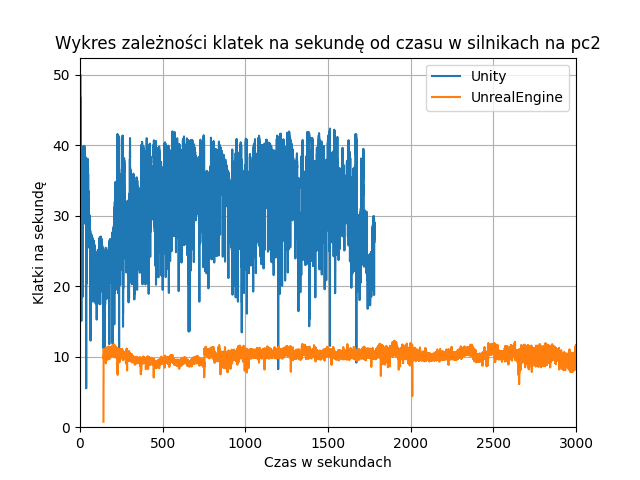 Wykres zależności klatek na sekundę od czasu w silnikach na pc2
Unity
UnrealEngine
Klatki na sekundę
50
40
30
20
10
0
0 500 1000 1500 2000 2500 3000
Czas w sekundach